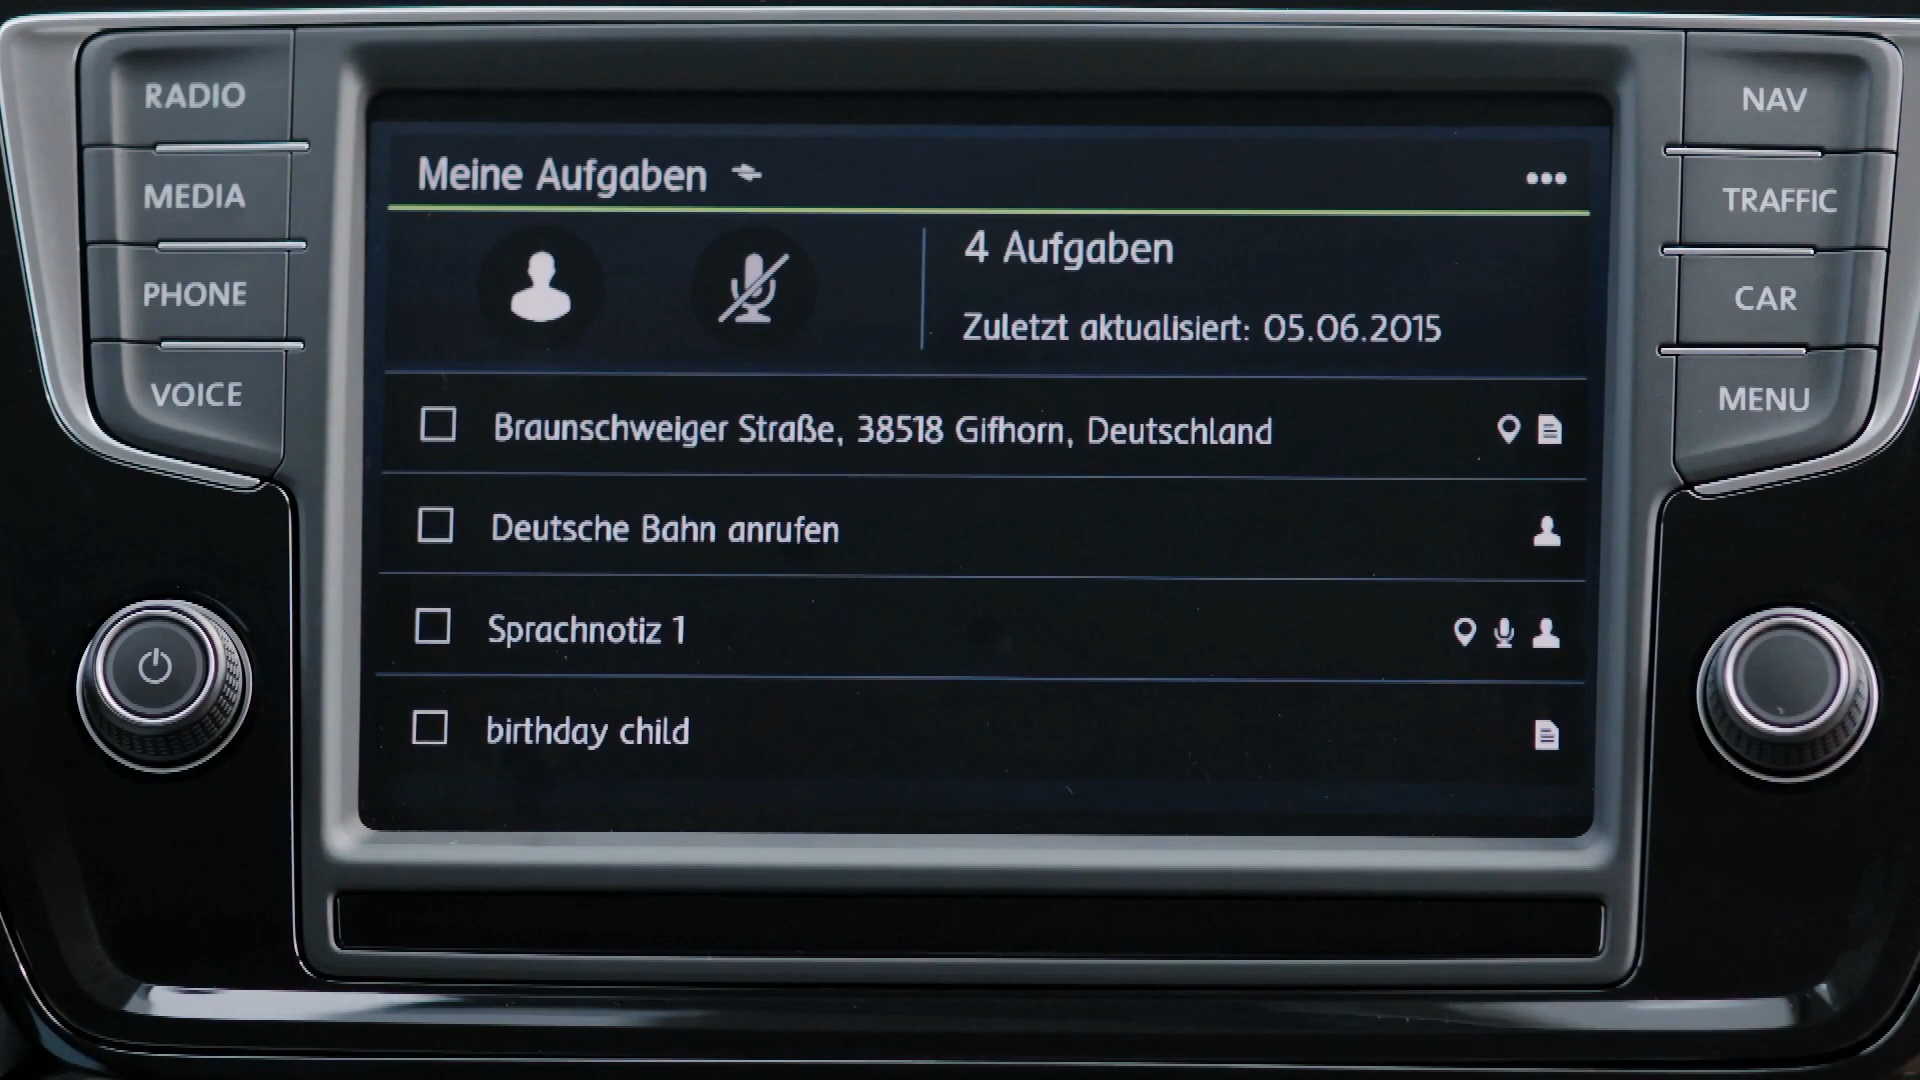 RADIO
MEDIA
PHONE
VOICE
Meine Aufgaben
4 Aufgaben
Zuletzt aktualisiert: 05.06.2015
Braunschweiger Straße, 38518 Gifhorn, Deutschland
Deutsche Bahn anrufen
Sprachnotiz 1
birthday child
NAV
TRAFFIC
CAR
MENU